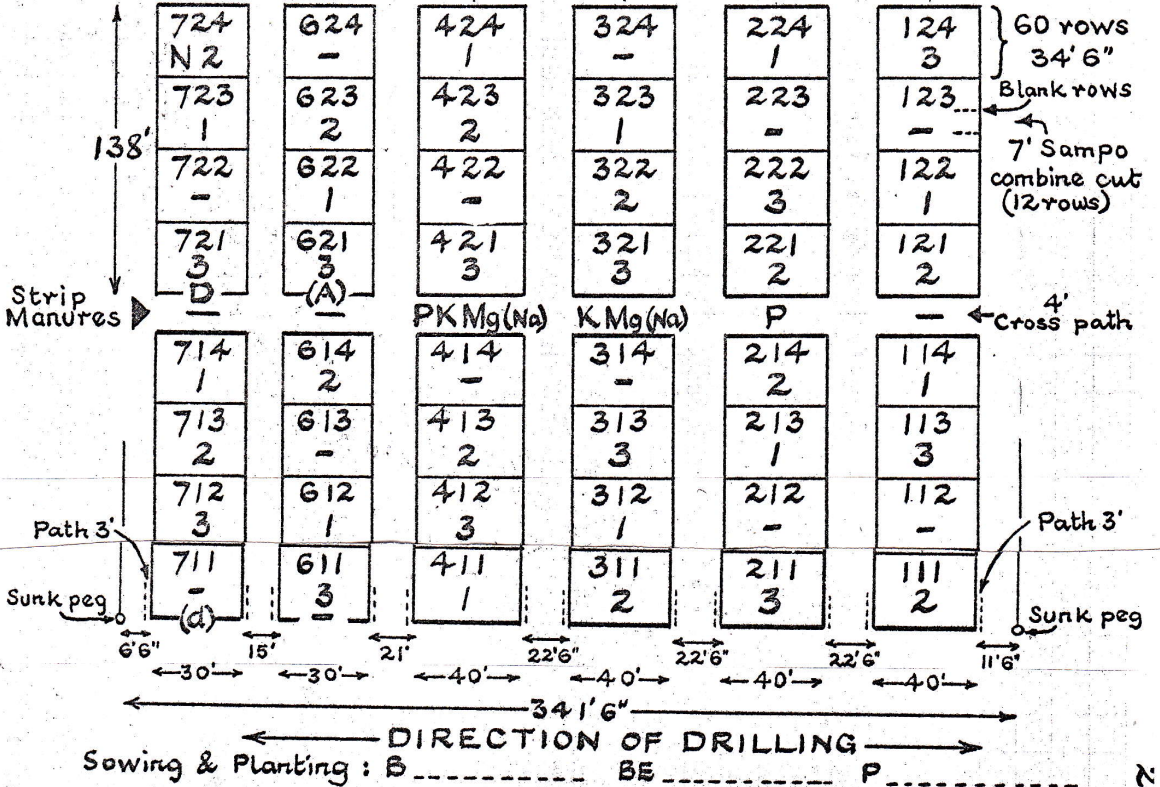 724 624 424 324 224 124 60 rows
N 2 - 1 - 1 3 34' 6"
723 623 423 323 223 123 Blank rows
138' 1 2 2 1 - -
7' Sampo
722 622 422 322 222 122 combine cut
- 1 - 2 3 1 (12 rows)
721 621 421 321 221 121
3 3 3 3 2 2
Strip D (A) 4'
Manures - - PK Mg (Na) K Mg (Na) P - Cross path
714 614 414 314 214 114
1 2 - - 2 1
713 613 413 313 213 113
2 - 2 3 1 3
712 612 412 312 212 112
Path 3' 3 1 3 1 - - Path 3'
711 611 411 311 211 111
Sunk peg - 3 1 2 3 2 Sunk peg
(d) -
6'6" 15' 21' 22'6" 22'6" 22'6" 11'6"
30' 30' 40' 40' 40' 40'
341'6"
DIRECTION OF DRILLING
Sowing & Planting : B BE P